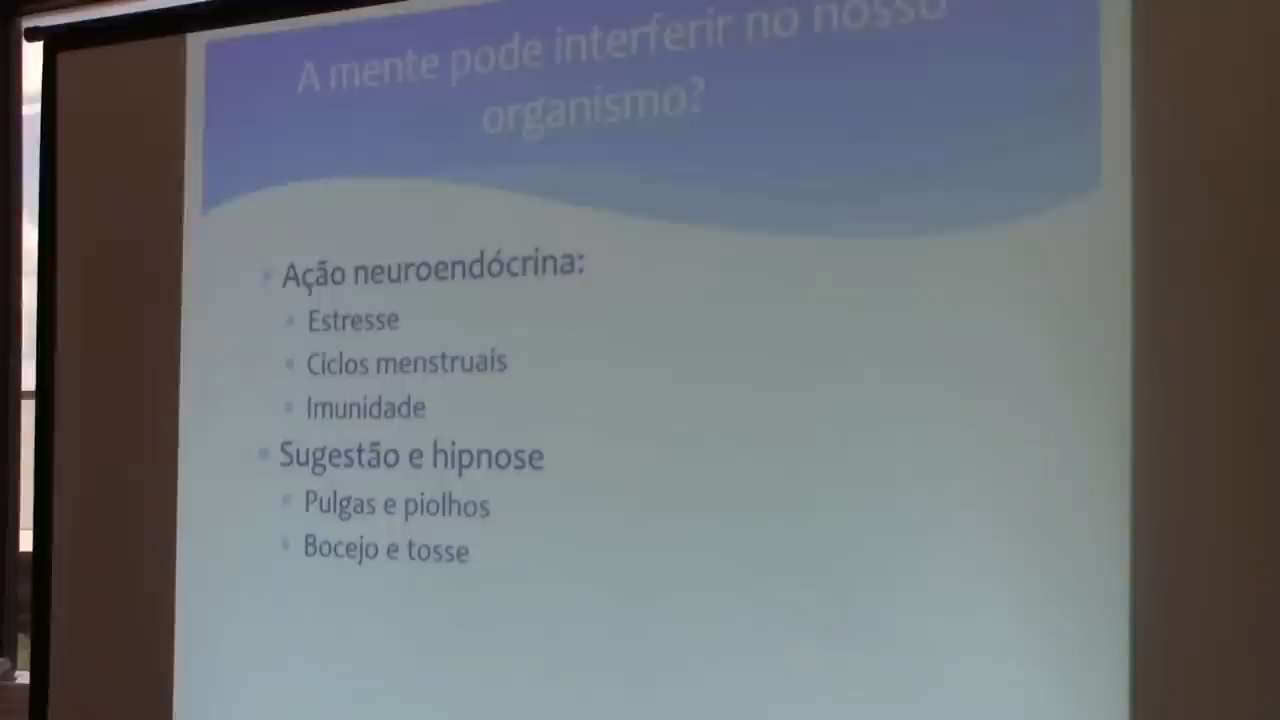 A mente pode interferir no nosso
organismo?
Ação neuroendócrina:
Estresse
Ciclos menstruais
Imunidade
Sugestão e hipnose
Pulgas e piolhos
Bocejo e tosse